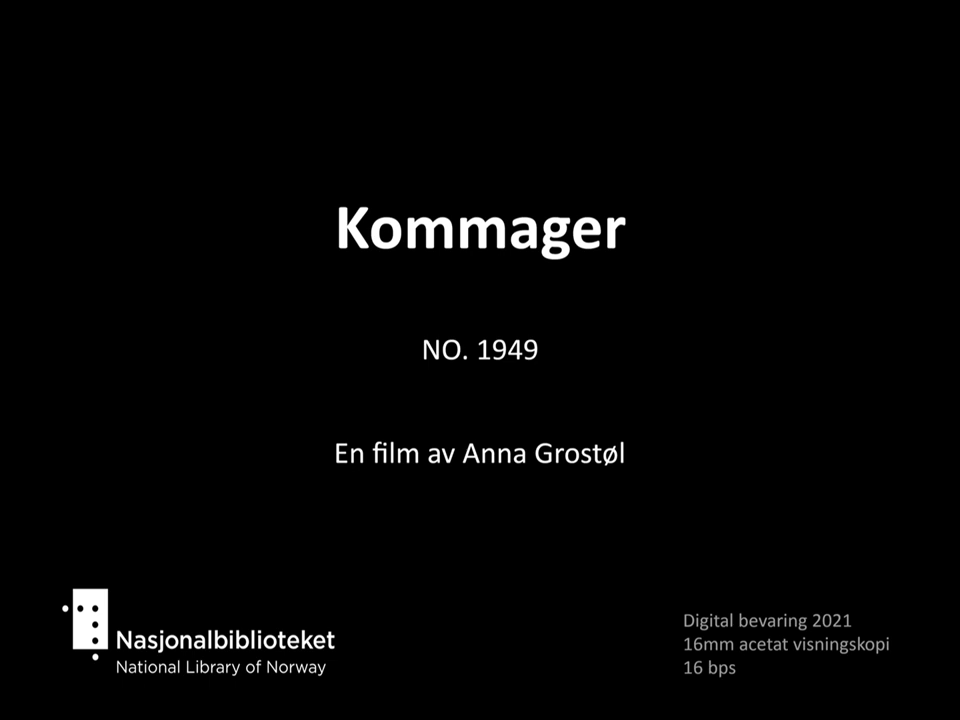 Kommager
NO. 1949
En film av Anna Grostøl
Nasjonalbiblioteket
National Library of Norway
Digital bevaring 2021
16mm acetat visningskopi
16 bps